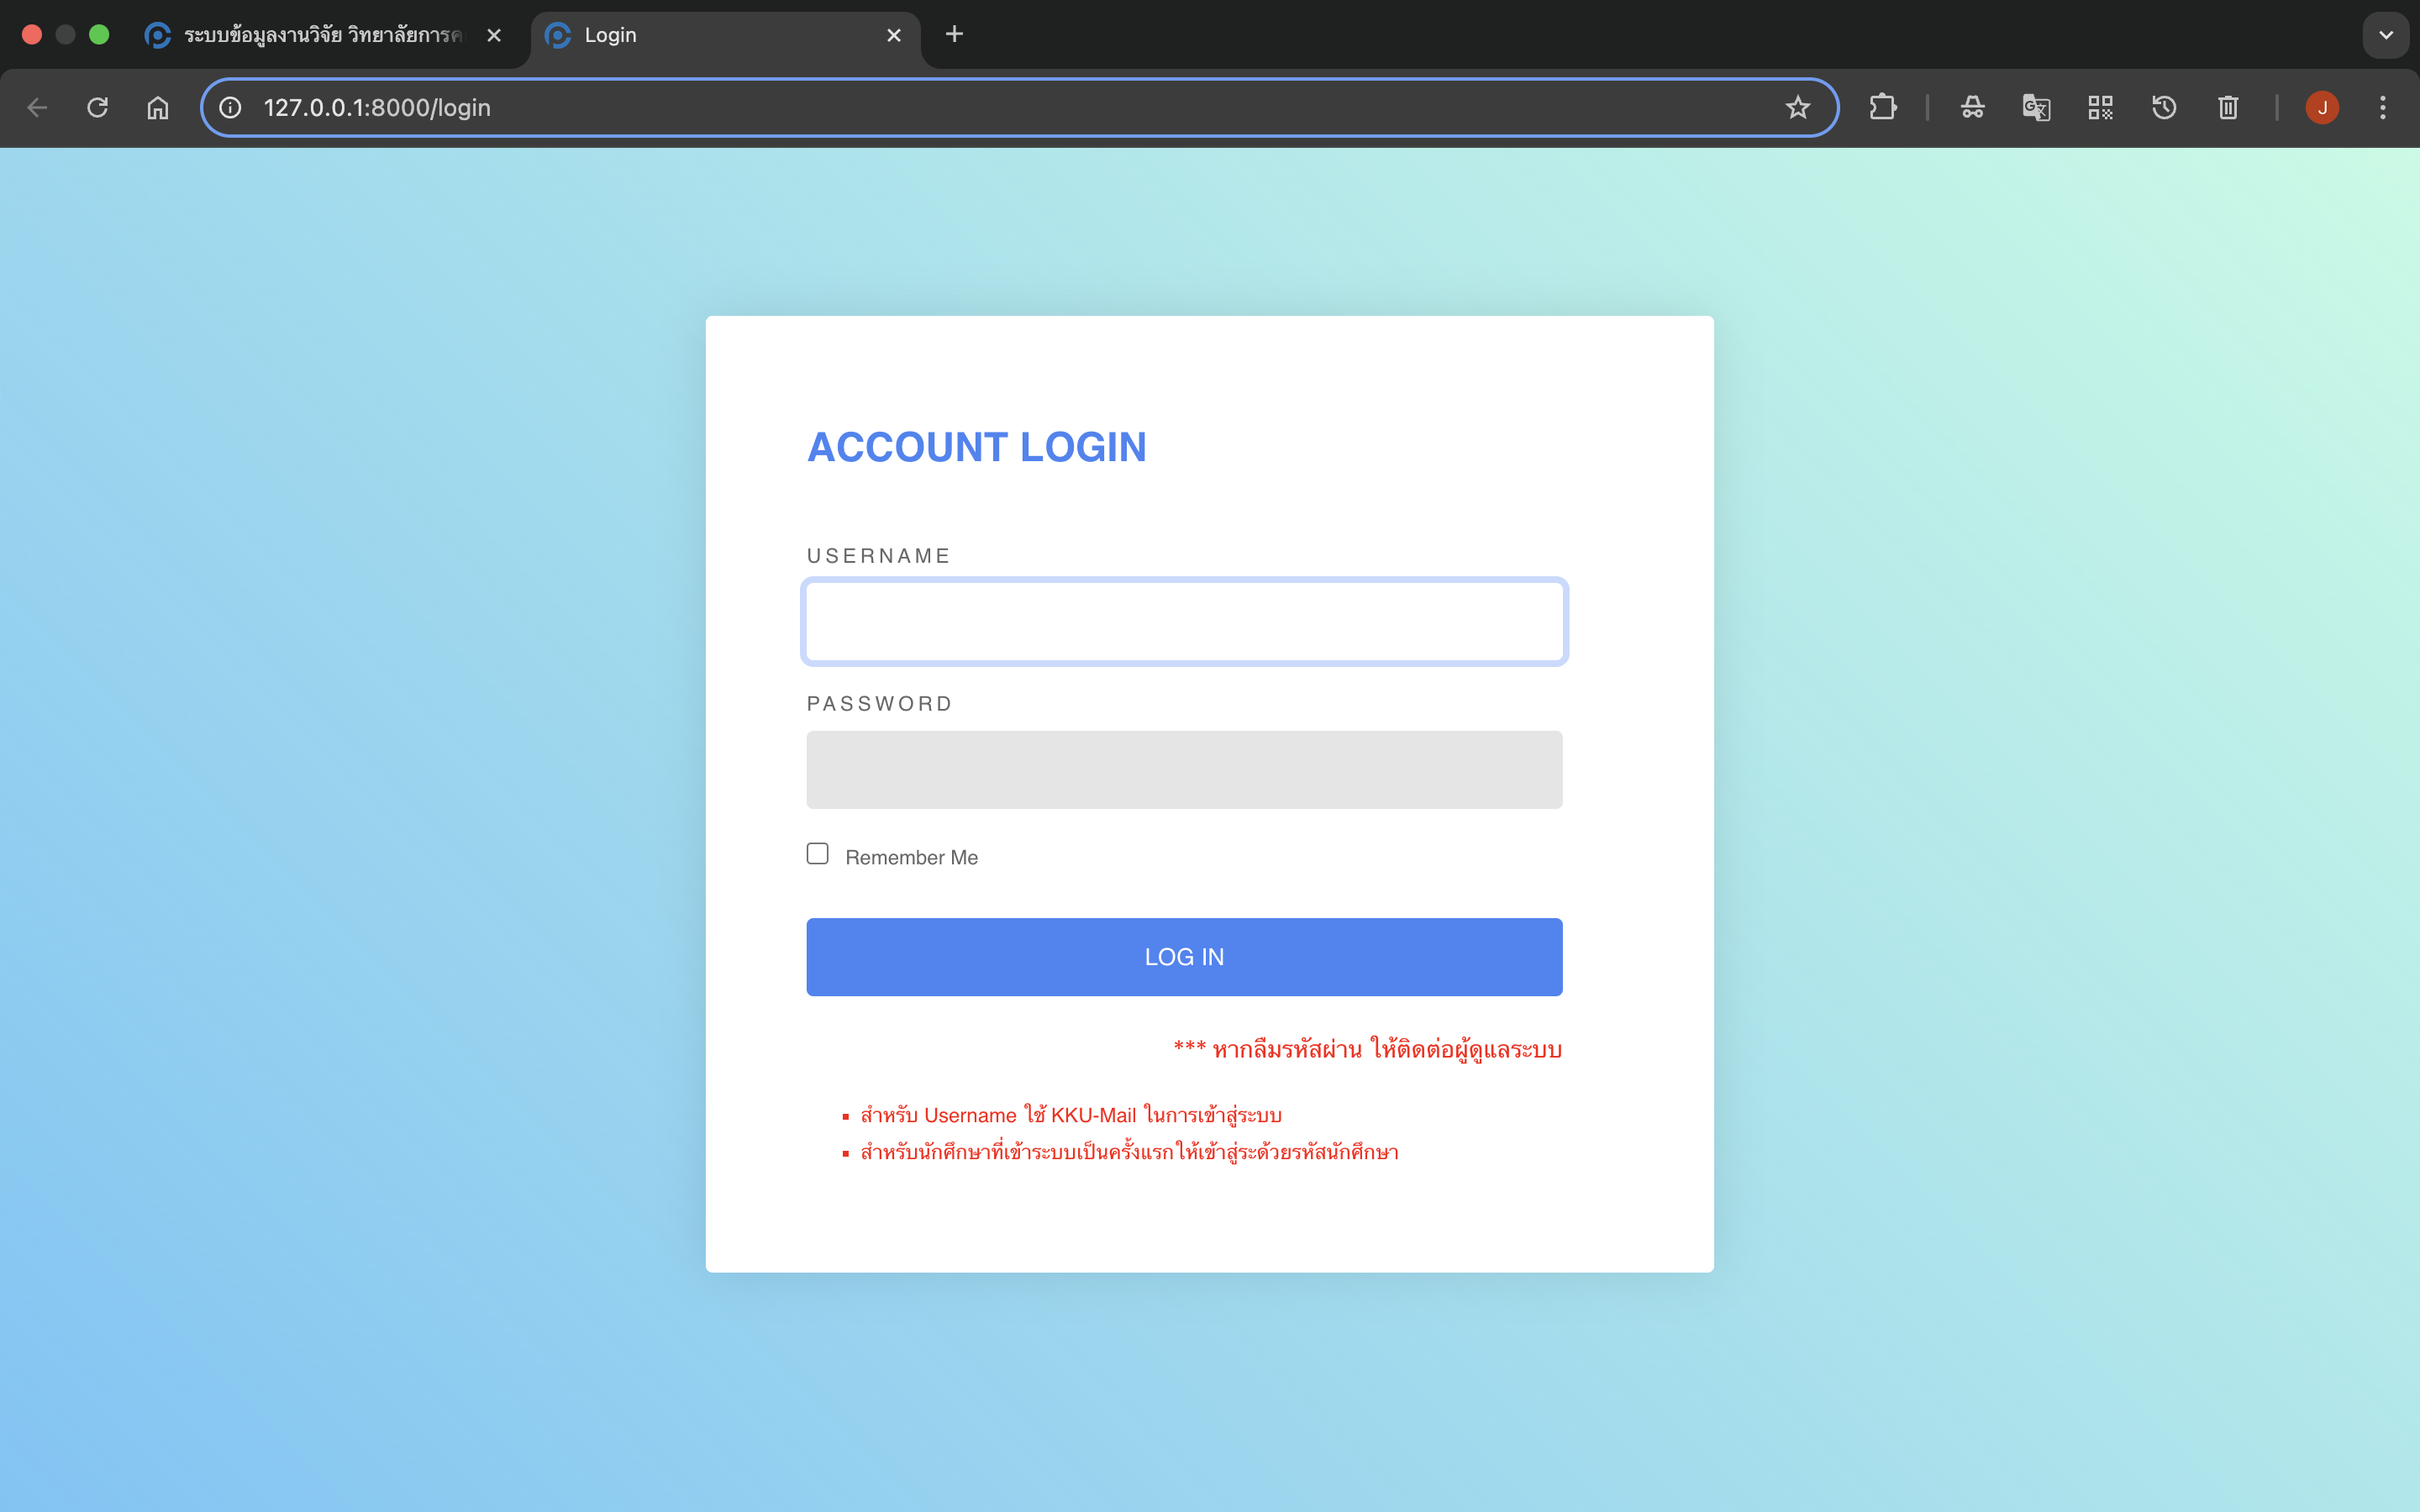 ระบบข้อมูลงานวิจัย วิทยาลัยการค
Login
127.0.0.1:8000/login
J
ACCOUNT LOGIN
USERNAME
PASSWORD
Remember Me
LOG IN
*** หากลืมรหัสผ่าน ให้ติดต่อผู้ดูแลระบบ
สำหรับ Username ใช้ KKU-Mail ในการเข้าสู่ระบบ
สำหรับนักศึกษาที่เข้าระบบเป็นครั้งแรกให้เข้าสู่ระด้วยรหัสนักศึกษา